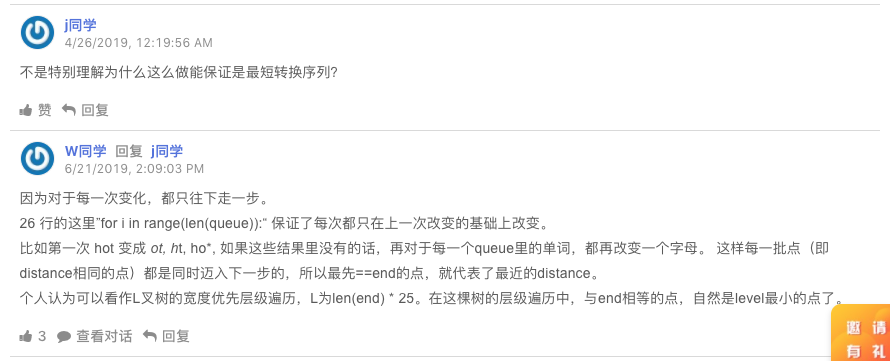 j同学
4/26/2019, 12:19:56 AM
不是特别理解为什么这么做能保证是最短转换序列?
赞 回复
W同学 回复 j同学
6/21/2019, 2:09:03 PM
因为对于每一次变化，都只往下走一步。
26 行的这里”for i in range(len(queue)):“ 保证了每次都只在上一次改变的基础上改变。
比如第一次 hot 变成 ot, ht, ho*, 如果这些结果里没有的话，再对于每一个queue里的单词，都再改变一个字母。 这样每一批点（即
distance相同的点）都是同时迈入下一步的，所以最先==end的点，就代表了最近的distance。
个人认为可以看作L叉树的宽度优先层级遍历，L为len(end) * 25。在这棵树的层级遍历中，与end相等的点，自然是level最小的点了。
3 查看对话 回复
邀请
有礼